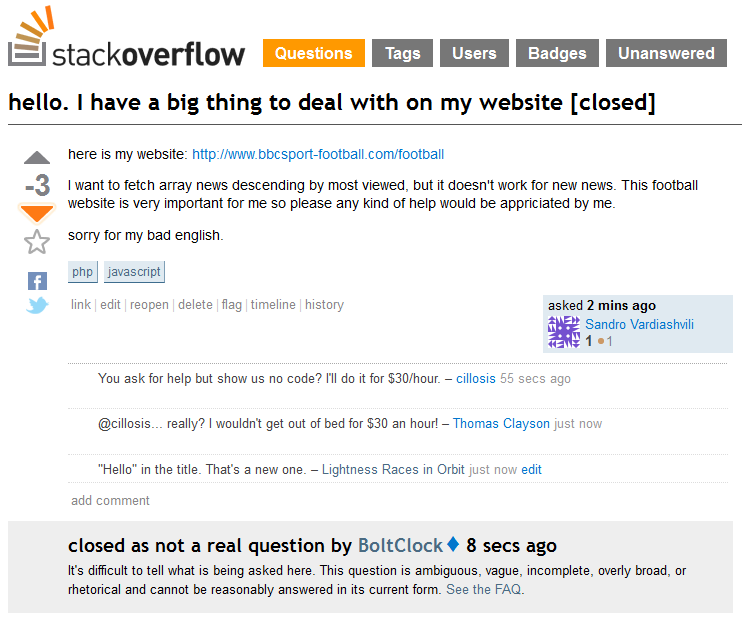 stackoverflow
Questions Tags Users Badges Unanswered
hello. I have a big thing to deal with on my website [closed]
here is my website: http://www.bbcsport-football.com/football
-3
I want to fetch array news descending by most viewed, but it doesn't work for new news. This football
website is very important for me so please any kind of help would be appriciated by me.
sorry for my bad english.
php javascript
link | edit | reopen | delete | flag | timeline | history
asked 2 mins ago
Sandro Vardiashvili
1 ●1
You ask for help but show us no code? I'll do it for $30/hour. – cillosis 55 secs ago
@cillosis... really? I wouldn't get out of bed for $30 an hour! – Thomas Clayson just now
"Hello" in the title. That's a new one. – Lightness Races in Orbit just now edit
add comment
closed as not a real question by BoltClock♦ 8 secs ago
It's difficult to tell what is being asked here. This question is ambiguous, vague, incomplete, overly broad, or
rhetorical and cannot be reasonably answered in its current form. See the FAQ.